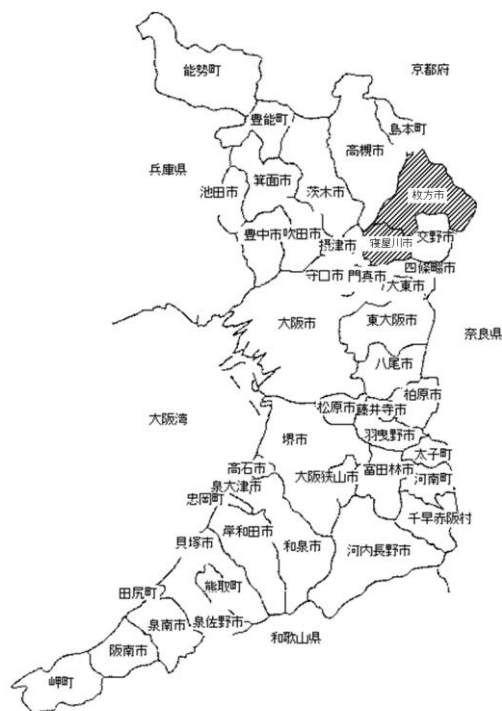 能勢町
京都府
豊能町
島本町
高槻市
兵庫県
箕面市
池田市
茨木市
枚方市
豊中市
吹田市
摂津市
寝屋川市
交野市
守口市
門真市
四條畷市
大東市
大阪市
東大阪市
奈良県
八尾市
柏原市
松原市
藤井寺市
大阪湾
堺市
羽曳野市
太子町
高石市
大阪狭山市
富田林市
河南町
泉大津市
忠岡町
千早赤阪村
岸和田市
貝塚市
和泉市
河内長野市
熊取町
田尻町
泉南市
泉佐野市
和歌山県
阪南市
岬町